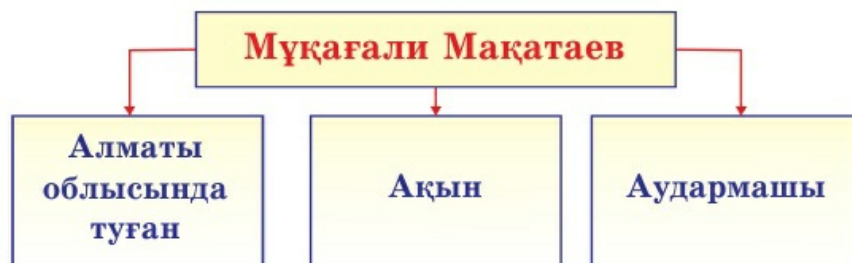 Мұқағали Мақатаев
Алматы
облысында
туған
Ақын
Аудармашы